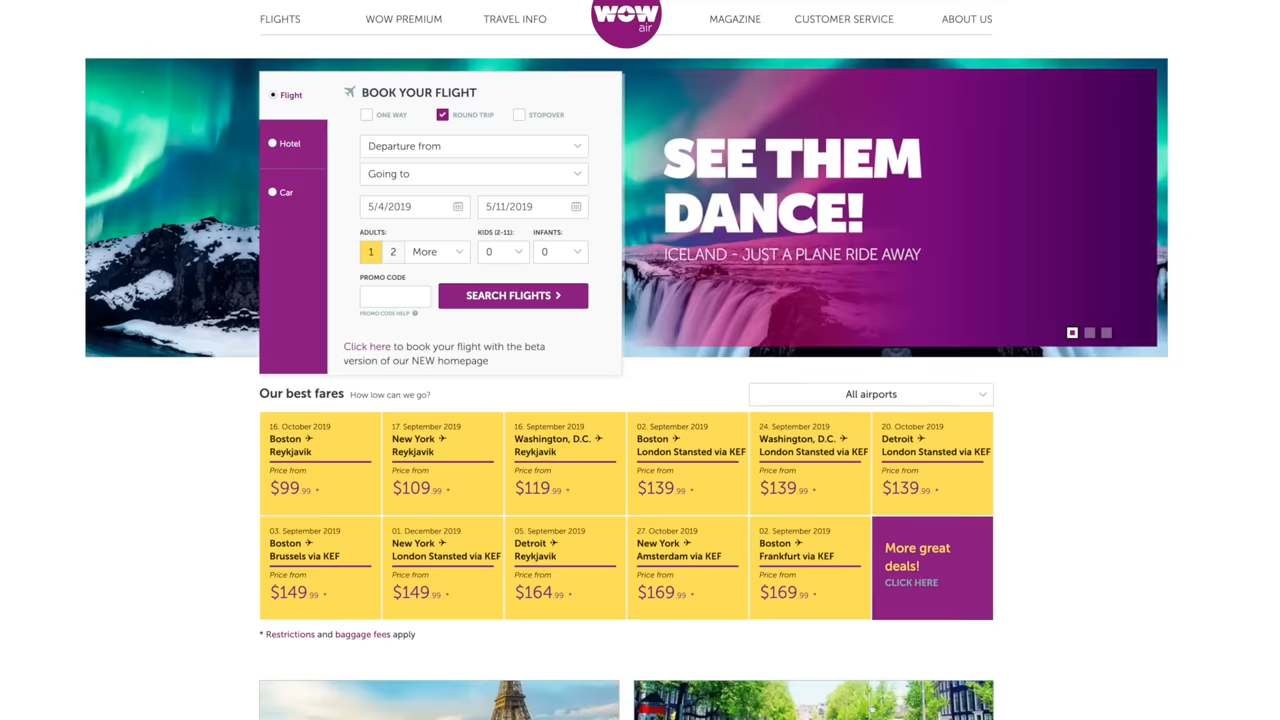 FLIGHTS
WOW PREMIUM
TRAVEL INFO
WOW
air
MAGAZINE
CUSTOMER SERVICE
ABOUT US
Flight
Hotel
Car
BOOK YOUR FLIGHT
ONE WAY
ROUND TRIP
STOPOVER
Departure from
Going to
5/4/2019
5/11/2019
ADULTS:
KIDS (2-11):
INFANTS:
1
2
More
0
0
PROMO CODE
SEARCH FLIGHTS
PROMO CODE HELP
Click here to book your flight with the beta
version of our NEW homepage
SEE THEM
DANCE!
ICELAND - JUST A PLANE RIDE AWAY
Our best fares
How low can we go?
All airports
16. October 2019
Boston
Reykjavik
Price from
$99.99 *
17. September 2019
New York
Reykjavik
Price from
$109.99 *
16. September 2019
Washington, D.C.
Reykjavik
Price from
$119.99 *
02. September 2019
Boston
London Stansted via KEF
Price from
$139.99 *
24. September 2019
Washington, D.C.
London Stansted via KEF
Price from
$139.99 *
20. October 2019
Detroit
London Stansted via KEF
Price from
$139.99 *
03. September 2019
Boston
Brussels via KEF
Price from
$149.99 *
01. December 2019
New York
London Stansted via KEF
Price from
$149.99 *
05. September 2019
Detroit
Reykjavik
Price from
$164.99 *
27. October 2019
New York
Amsterdam via KEF
Price from
$169.99 *
02. September 2019
Boston
Frankfurt via KEF
Price from
$169.99 *
More great
deals!
CLICK HERE
* Restrictions and baggage fees apply